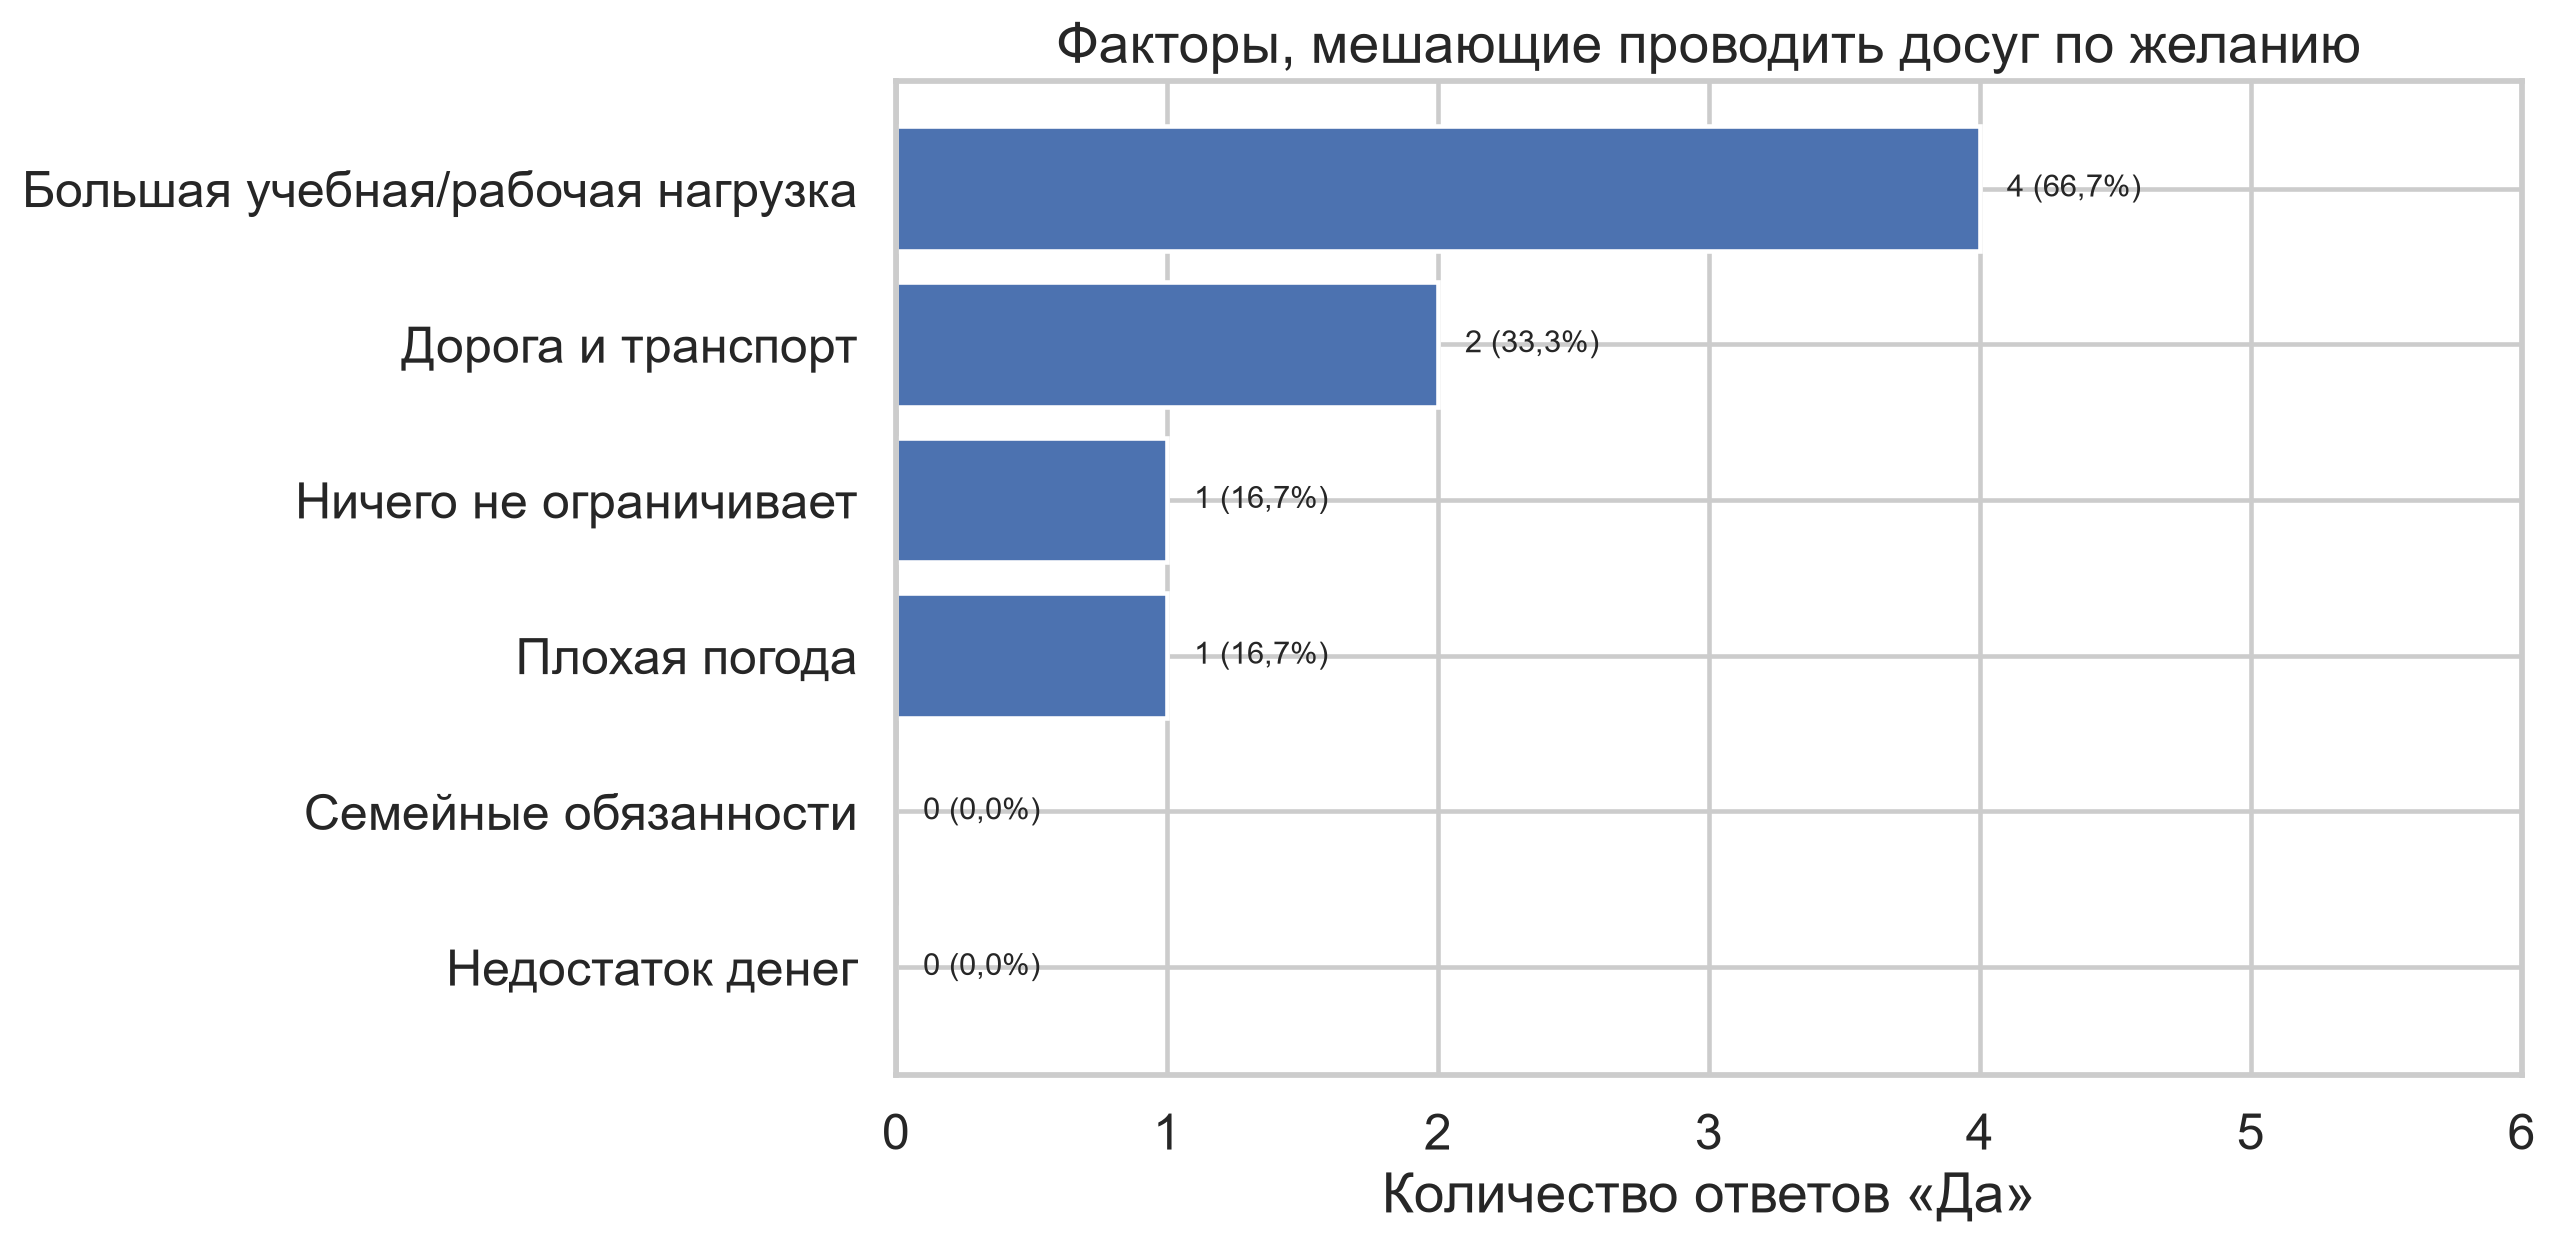 Факторы, мешающие проводить досуг по желанию
Большая учебная/рабочая нагрузка
4 (66,7%)
Дорога и транспорт
2 (33,3%)
Ничего не ограничивает
1 (16,7%)
Плохая погода
1 (16,7%)
Семейные обязанности
0 (0,0%)
Недостаток денег
0 (0,0%)
0 1 2 3 4 5 6
Количество ответов «Да»